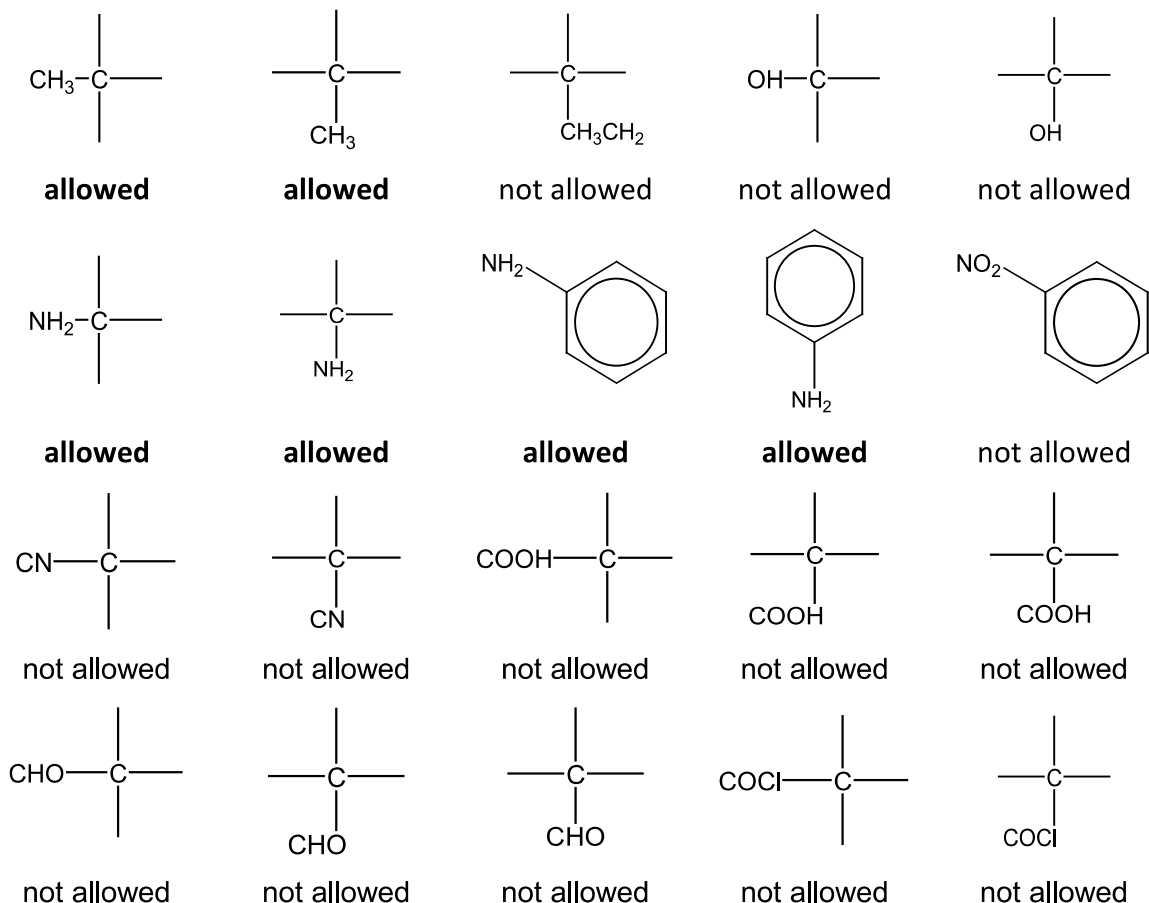 CH₃ C C C OH C C
CH₃ CH₃CH₂ OH
allowed allowed not allowed not allowed not allowed
NH₂ NO₂
NH₂ C C
NH₂ NH₂
allowed allowed allowed allowed not allowed
CN C C COOH C C C
CN COOH COOH
not allowed not allowed not allowed not allowed not allowed
CHO C C C COCl C C
CHO CHO COCl
not allowed not allowed not allowed not allowed not allowed